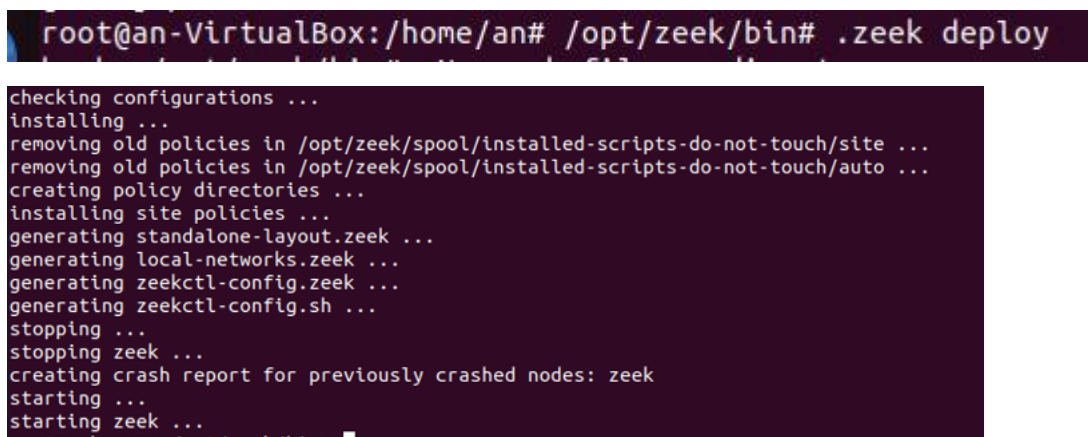 root@an-VirtualBox:/home/an# /opt/zeek/bin# .zeek deploy
checking configurations ...
installing ...
removing old policies in /opt/zeek/spool/installed-scripts-do-not-touch/site ...
removing old policies in /opt/zeek/spool/installed-scripts-do-not-touch/auto ...
creating policy directories ...
installing site policies ...
generating standalone-layout.zeek ...
generating local-networks.zeek ...
generating zeekctl-config.zeek ...
generating zeekctl-config.sh ...
stopping ...
stopping zeek ...
creating crash report for previously crashed nodes: zeek
starting ...
starting zeek ...